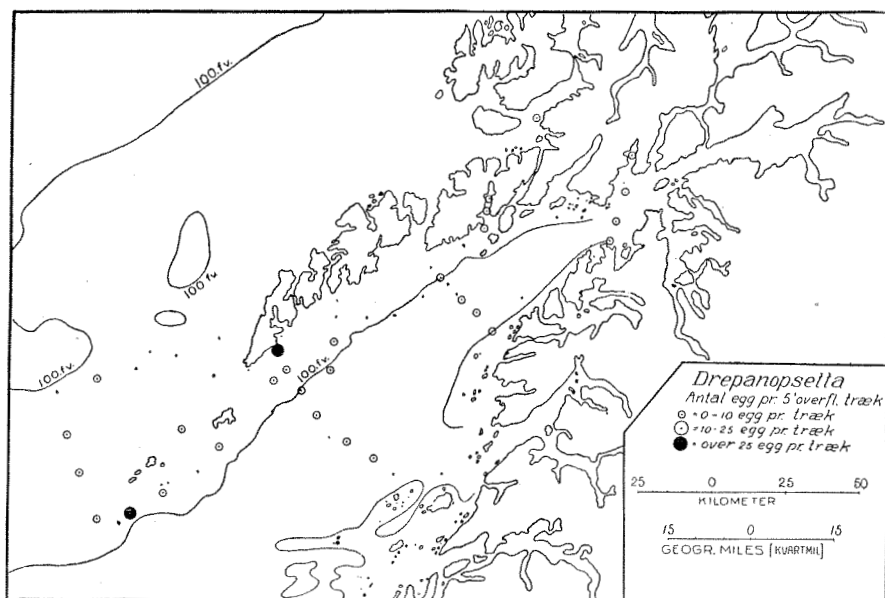 100 fv.
100 fv.
100 fv.
100 fv.
Drepanopsetta
Antal egg pr. 5' overfl. træk
= 0-10 egg pr. træk
= 10-25 egg pr. træk
= over 25 egg pr. træk
25 0 25 50
KILOMETER
15 0 15
GEOGR. MILES [KVARTMIL]